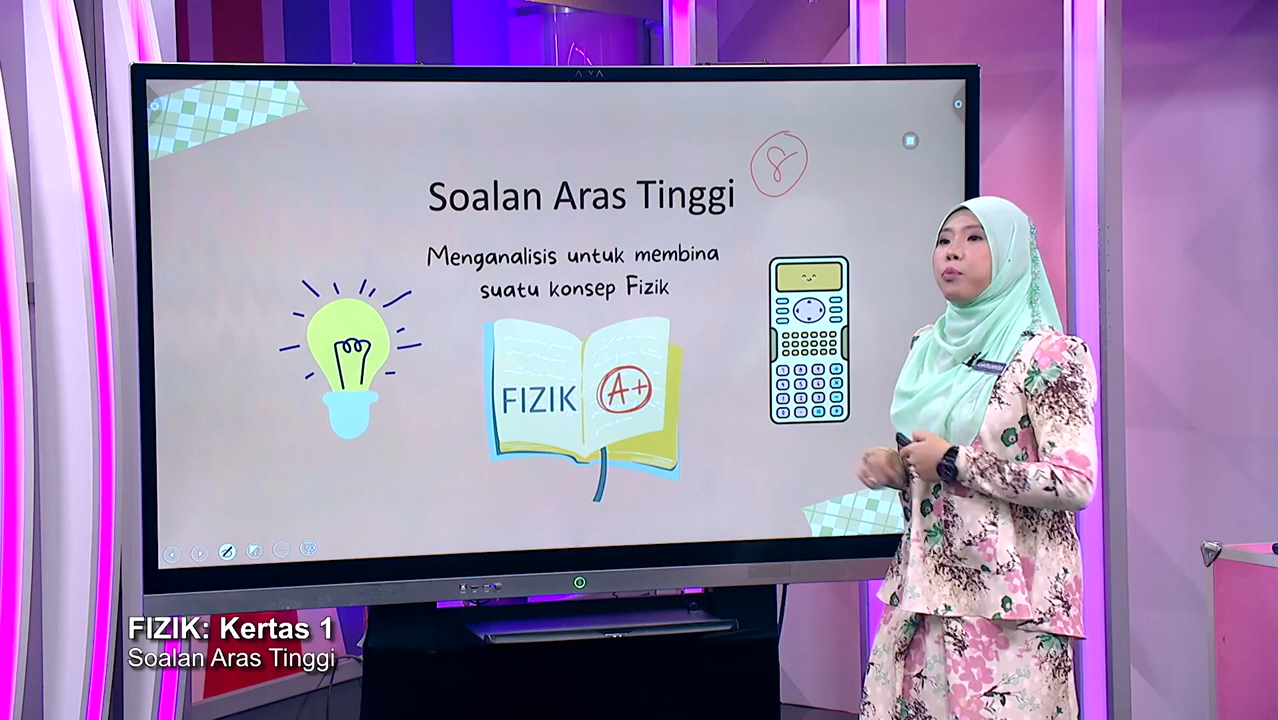 Soalan Aras Tinggi
8
Menganalisis untuk membina
suatu konsep Fizik
FIZIK
A+
FIZIK: Kertas 1
Soalan Aras Tinggi